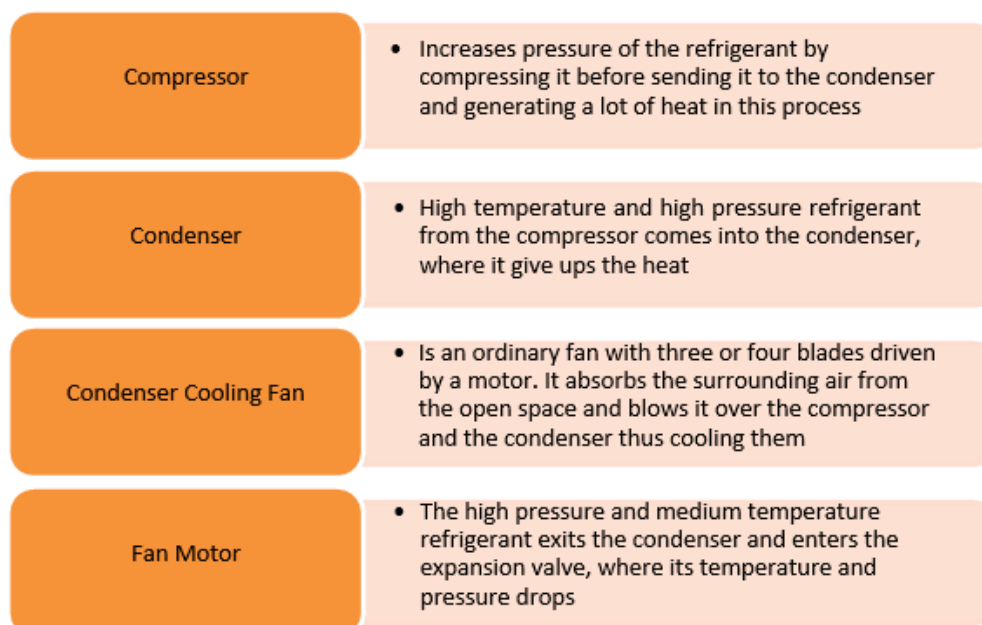 Compressor
• Increases pressure of the refrigerant by
compressing it before sending it to the condenser
and generating a lot of heat in this process
Condenser
• High temperature and high pressure refrigerant
from the compressor comes into the condenser,
where it give ups the heat
Condenser Cooling Fan
• Is an ordinary fan with three or four blades driven
by a motor. It absorbs the surrounding air from
the open space and blows it over the compressor
and the condenser thus cooling them
Fan Motor
• The high pressure and medium temperature
refrigerant exits the condenser and enters the
expansion valve, where its temperature and
pressure drops